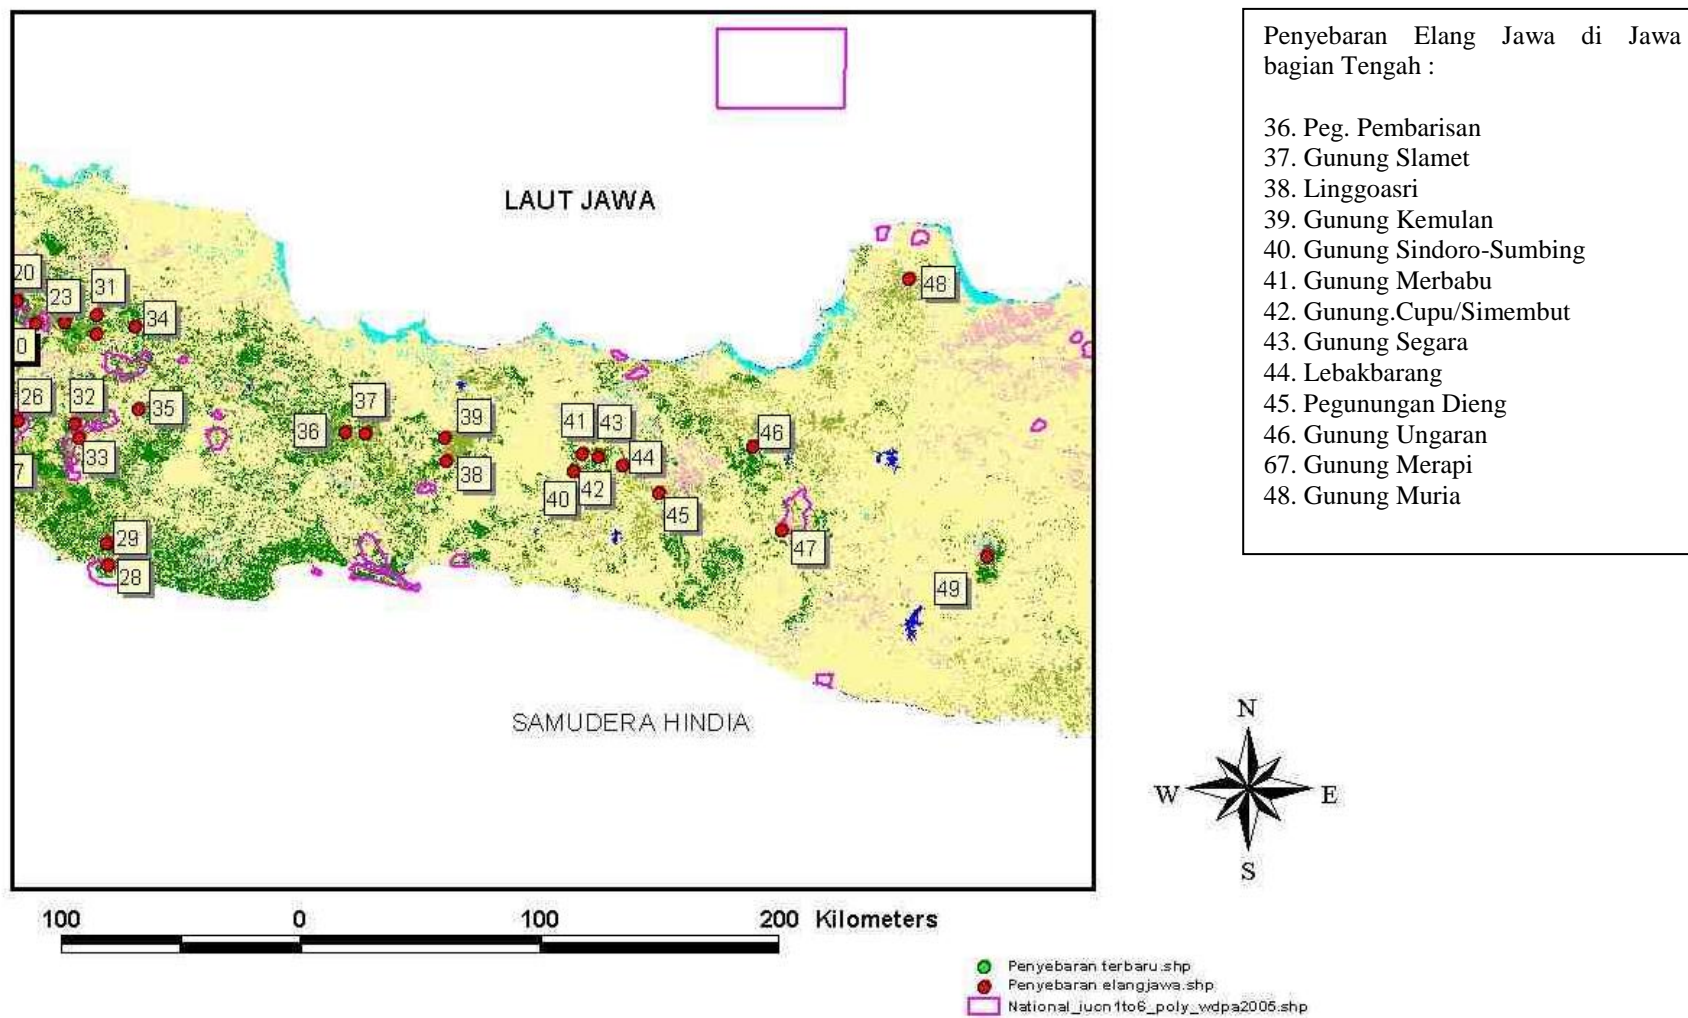 Penyebaran Elang Jawa di Jawa
bagian Tengah :
36. Peg. Pembarisan
37. Gunung Slamet
38. Linggoasri
39. Gunung Kemulan
40. Gunung Sindoro-Sumbing
41. Gunung Merbabu
42. Gunung.Cupu/Simembut
43. Gunung Segara
44. Lebakbarang
45. Pegunungan Dieng
46. Gunung Ungaran
67. Gunung Merapi
48. Gunung Muria
LAUT JAWA
20
23
31
34
0
26
32
35
33
7
29
28
36
37
39
38
41
43
44
40
42
45
46
47
48
49
SAMUDERA HINDIA
N
W
E
S
100 0 100 200 Kilometers
Penyebaran terbaru.shp
Penyebaran elangjawa.shp
National_iucn1to6_poly_wdpa2005.shp